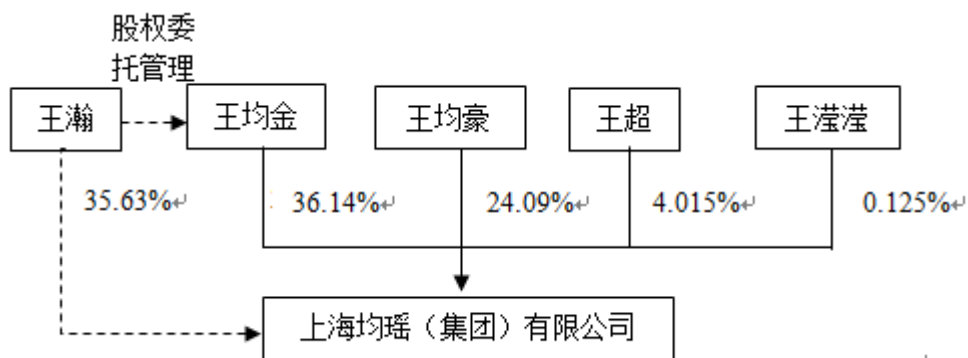 股权委
托管理
王瀚
王均金
王均豪
王超
王滢滢
35.63%↵
36.14%↵
24.09%↵
4.015%↵
0.125%↵
上海均瑶（集团）有限公司